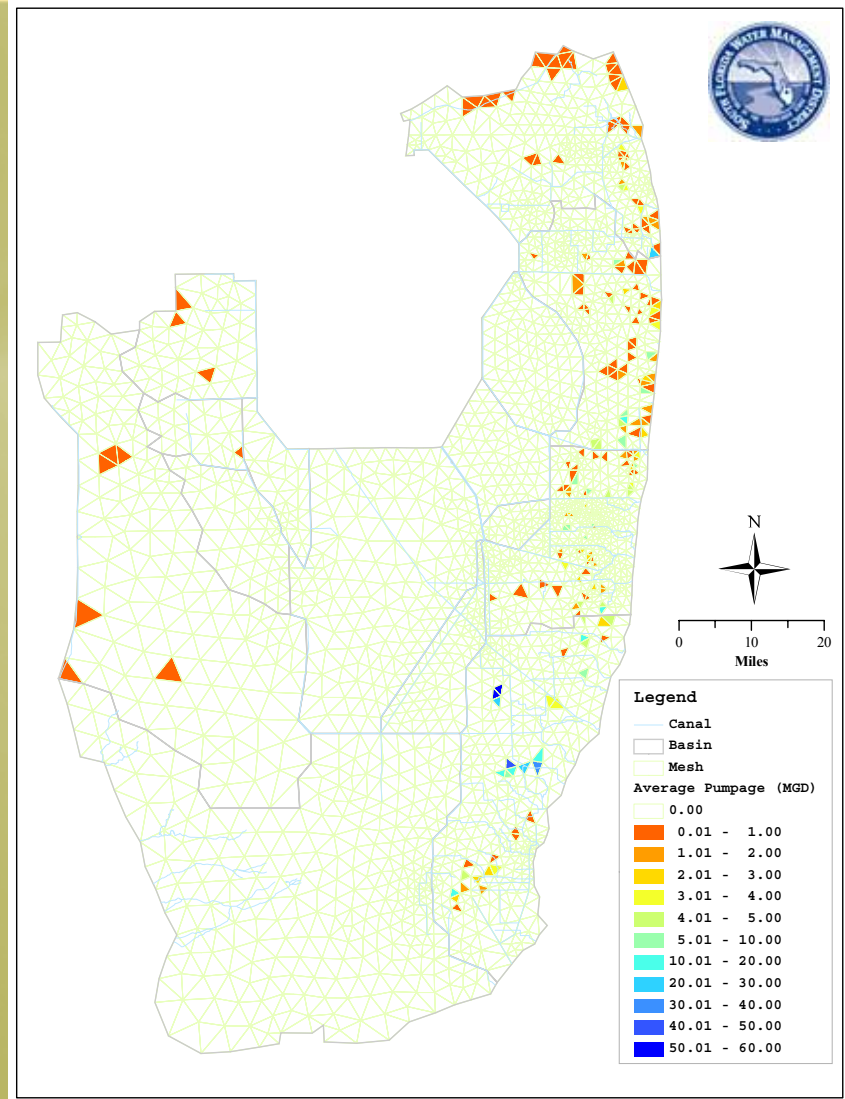 SOUTH FLORIDA WATER MANAGEMENT DISTRICT
N
0 10 20
Miles
Legend
Canal
Basin
Mesh
Average Pumpage (MGD)
0.00
0.01 - 1.00
1.01 - 2.00
2.01 - 3.00
3.01 - 4.00
4.01 - 5.00
5.01 - 10.00
10.01 - 20.00
20.01 - 30.00
30.01 - 40.00
40.01 - 50.00
50.01 - 60.00